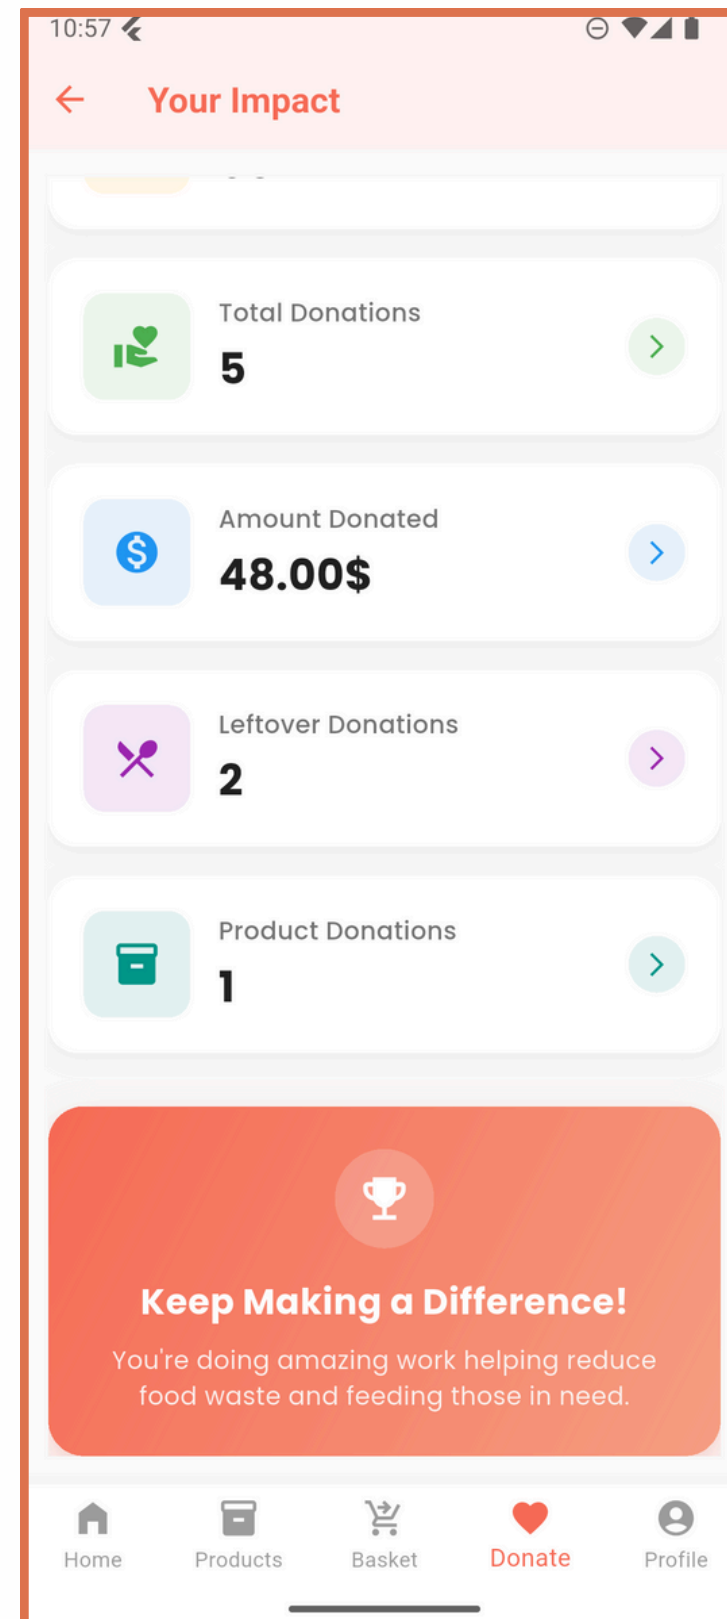 10:57
Your Impact
Total Donations
5
Amount Donated
48.00$
Leftover Donations
2
Product Donations
1
Keep Making a Difference!
You're doing amazing work helping reduce
food waste and feeding those in need.
Home
Products
Basket
Donate
Profile